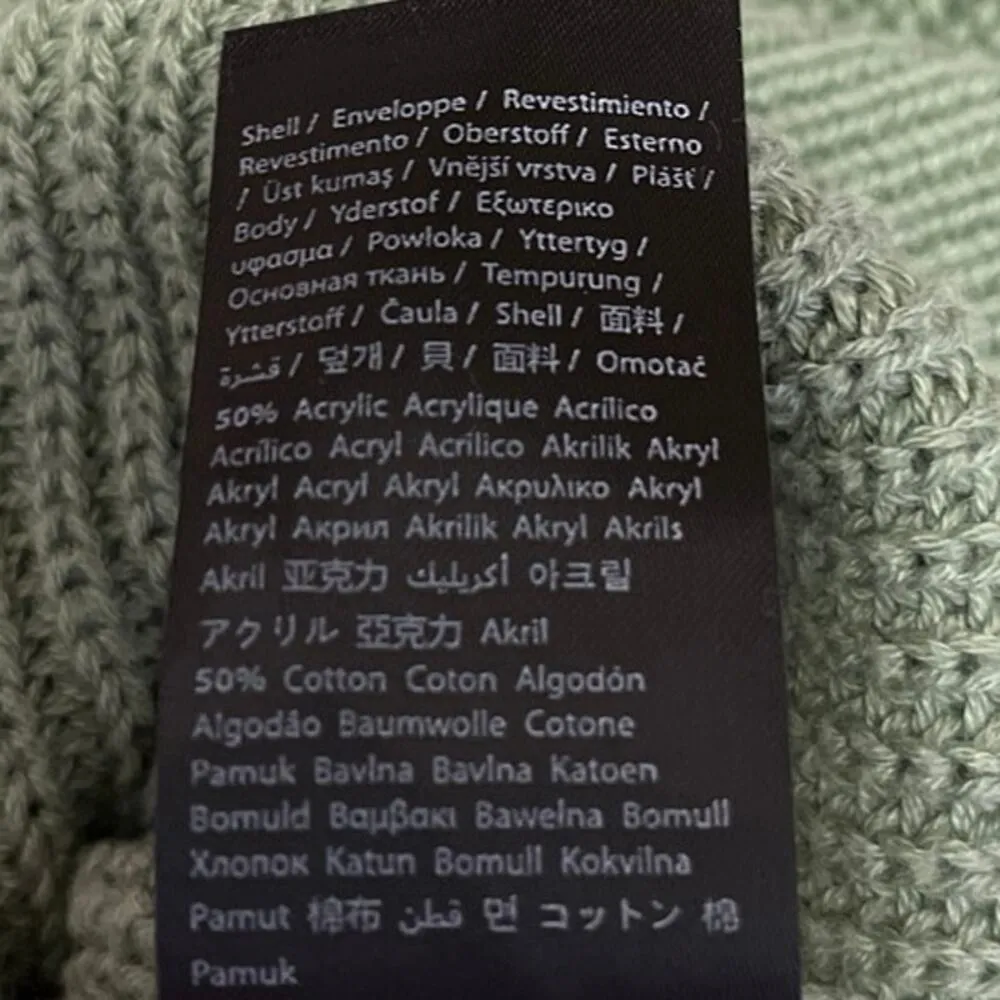 Shell / Enveloppe / Revestimiento /
Revestimento / Oberstoff / Esterno
/ Üst kumaş / Vnější vrstva / Plášť /
Body / Yderstof / Εξωτερικο
υφασμα / Powłoka / Yttertyg /
Основная ткань / Tempurung /
Ytterstoff / Čaula / Shell / 面料 /
قشرة / 덮개 / 貝 / 面料 / Omotač
50% Acrylic Acrylique Acrílico
Acrílico Acryl Acrílico Akrilik Akryl
Akryl Acryl Akryl Ακρυλικο Akryl
Akryl Акрил Akrilik Akryl Akrils
Akril 亚克力 أكريليك 아크릴
アクリル 亞克力 Akril
50% Cotton Coton Algodón
Algodão Baumwolle Cotone
Pamuk Bavlna Bavlna Katoen
Bomuld Βαμβακι Bawełna Bomull
Хлопок Katun Bomull Kokvilna
Pamut 棉布 قطن 면 コットン 棉
Pamuk